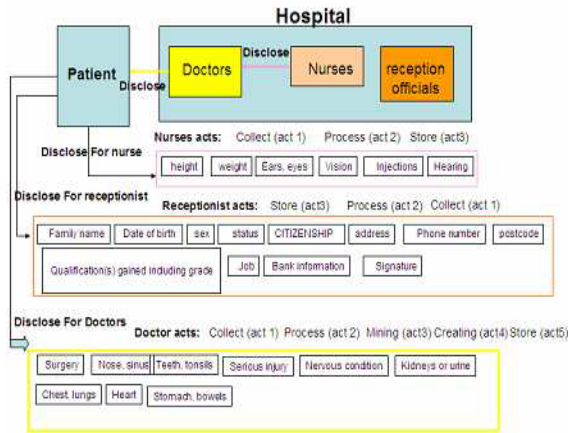 Hospital
Patient
Doctors
Disclose
Nurses
reception
officials
Disclose
Nurses acts: Collect (act 1) Process (act 2) Store (act3)
Disclose For nurse
height weight Ears, eyes Vision Injections Hearing
Disclose For receptionist
Receptionist acts: Store (act3) Process (act 2) Collect (act 1)
Family name Date of birth sex status CITIZENSHIP address Phone number postcode
Qualification(s) gained including grade Job Bank information Signature
Disclose For Doctors
Doctor acts: Collect (act 1) Process (act 2) Mining (act3) Creating (act4) Store (act5)
Surgery Nose, sinus Teeth, tonsils Serious injury Nervous condition Kidneys or urine
Chest, lungs Heart Stomach, bowels